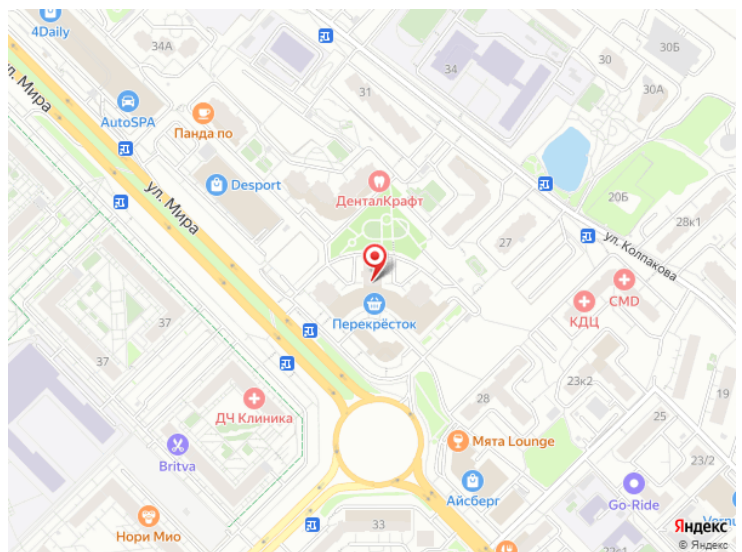 4Daily
34А
30Б
30
34
31
30А
ул. Мира
AutoSPA
Панда по
ул. Мира
Desport
ДенталКрафт
20Б
28к1
27
ул. Колпакова
CMD
КДЦ
Перекрёсток
37
37
23к2
28
19
25
ДЧ Клиника
Мята Lounge
Britva
23/2
Айсберг
Go-Ride
Нори Мио
33
Яндекс
© Яндекс